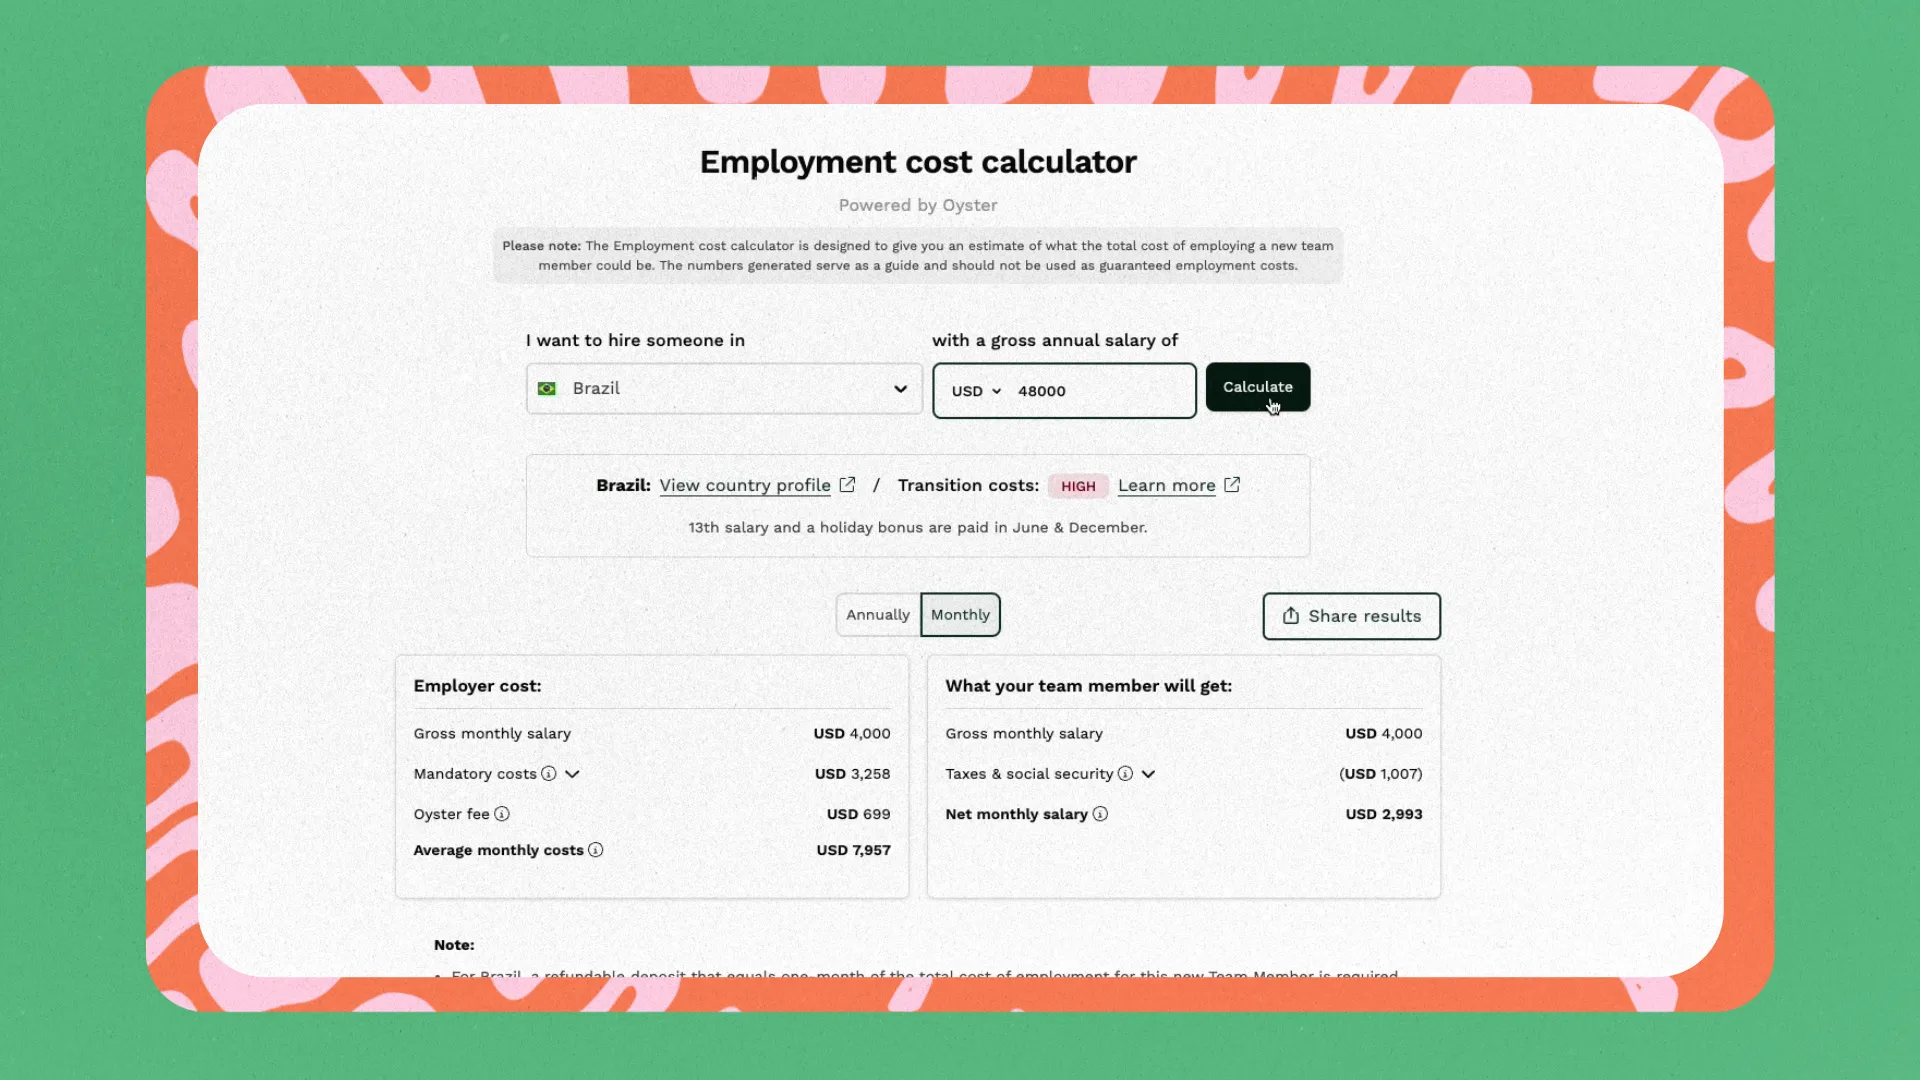 Employment cost calculator
Powered by Oyster
Please note: The Employment cost calculator is designed to give you an estimate of what the total cost of employing a new team
member could be. The numbers generated serve as a guide and should not be used as guaranteed employment costs.
I want to hire someone in
with a gross annual salary of
Brazil
USD 48000
Calculate
Brazil: View country profile / Transition costs: HIGH Learn more
13th salary and a holiday bonus are paid in June & December.
Annually Monthly
Share results
Employer cost:
Gross monthly salary USD 4,000
Mandatory costs USD 3,258
Oyster fee USD 699
Average monthly costs USD 7,957
What your team member will get:
Gross monthly salary USD 4,000
Taxes & social security (USD 1,007)
Net monthly salary USD 2,993
Note:
• For Brazil, a refundable deposit that equals one-month of the total cost of employment for this new Team Member is required